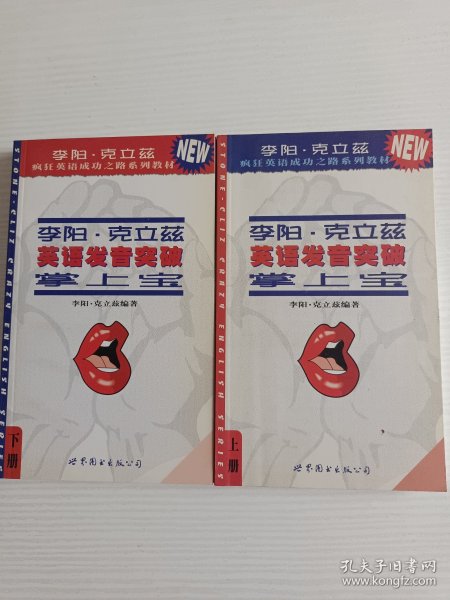 李阳·克立兹
疯狂英语成功之路系列教材
NEW
STONE-CLIZ CRAZY ENGLISH SERIES
李阳·克立兹
英语发音突破
掌上宝
李阳·克立兹编著
下册
世界图书出版公司
李阳·克立兹
疯狂英语成功之路系列教材
NEW
STONE-CLIZ CRAZY ENGLISH SERIES
李阳·克立兹
英语发音突破
掌上宝
李阳·克立兹编著
上册
世界图书出版公司
孔夫子旧书网
www.kongfz.com